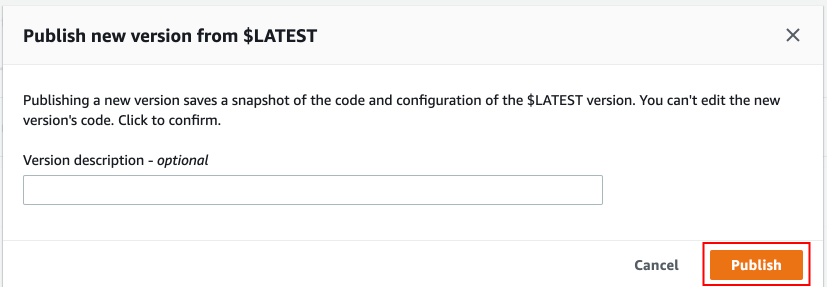 Publish new version from $LATEST
Publishing a new version saves a snapshot of the code and configuration of the $LATEST version. You can't edit the new
version's code. Click to confirm.
Version description - optional
Cancel
Publish